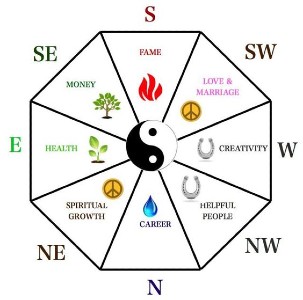 S
SE
SW
FAME
MONEY
LOVE &
MARRIAGE
E
HEALTH
CREATIVITY
W
SPIRITUAL
GROWTH
HELPFUL
PEOPLE
CAREER
NE
NW
N